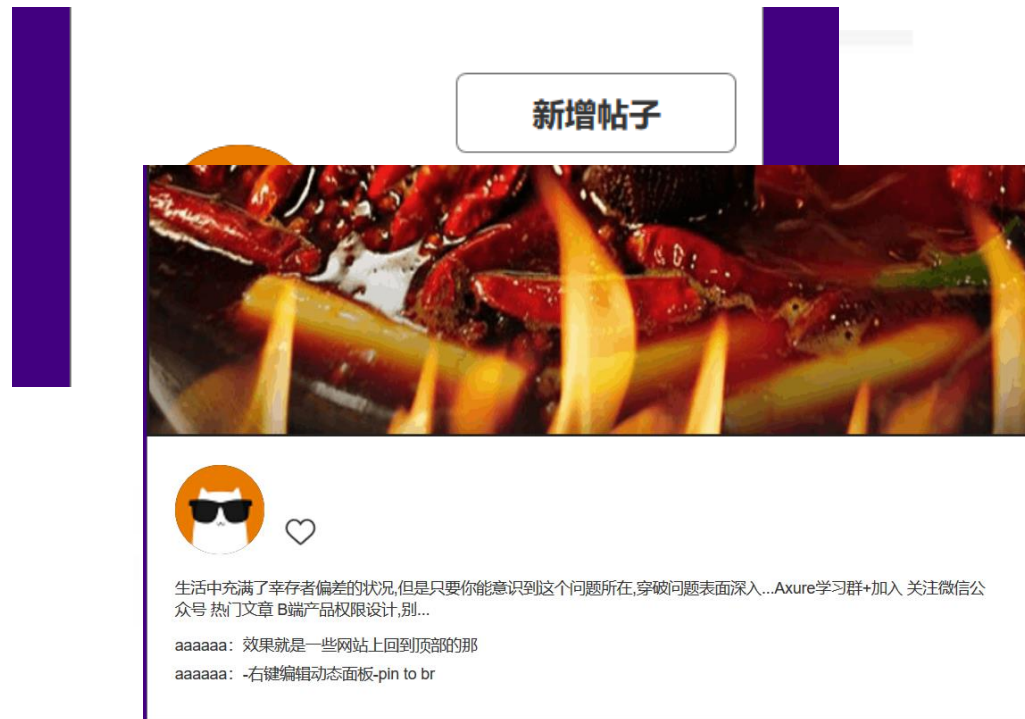 新增帖子
生活中充满了幸存者偏差的状况,但是只要你能意识到这个问题所在,穿破问题表面深入...Axure学习群+加入 关注微信公
众号 热门文章 B端产品权限设计,别...
aaaaaa：效果就是一些网站上回到顶部的那
aaaaaa：-右键编辑动态面板-pin to br